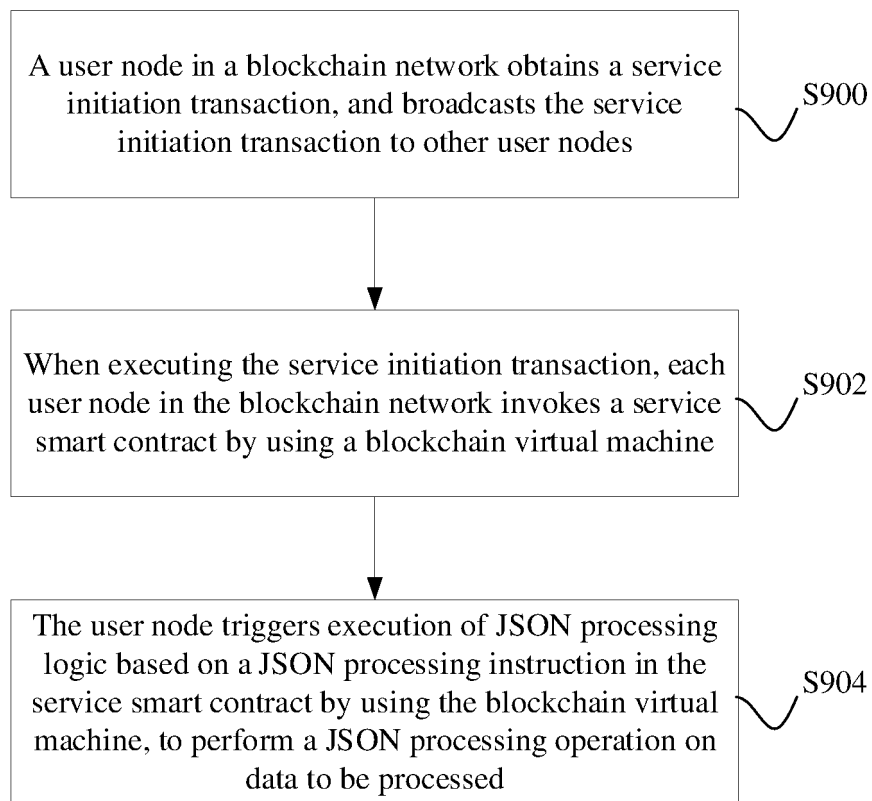 A user node in a blockchain network obtains a service
initiation transaction, and broadcasts the service
initiation transaction to other user nodes
S900
When executing the service initiation transaction, each
user node in the blockchain network invokes a service
smart contract by using a blockchain virtual machine
S902
The user node triggers execution of JSON processing
logic based on a JSON processing instruction in the
service smart contract by using the blockchain virtual
machine, to perform a JSON processing operation on
data to be processed
S904